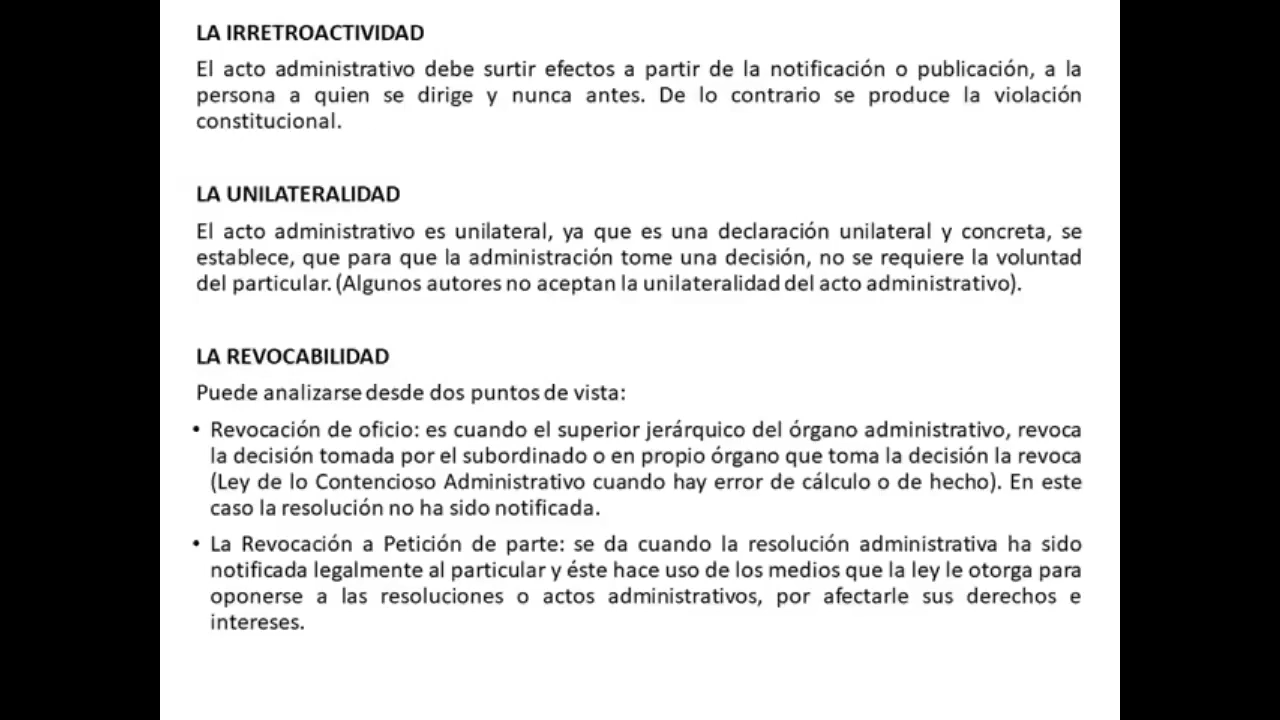 LA IRRETROACTIVIDAD
El acto administrativo debe surtir efectos a partir de la notificación o publicación, a la
persona a quien se dirige y nunca antes. De lo contrario se produce la violación
constitucional.
LA UNILATERALIDAD
El acto administrativo es unilateral, ya que es una declaración unilateral y concreta, se
establece, que para que la administración tome una decisión, no se requiere la voluntad
del particular. (Algunos autores no aceptan la unilateralidad del acto administrativo).
LA REVOCABILIDAD
Puede analizarse desde dos puntos de vista:
• Revocación de oficio: es cuando el superior jerárquico del órgano administrativo, revoca
la decisión tomada por el subordinado o en propio órgano que toma la decisión la revoca
(Ley de lo Contencioso Administrativo cuando hay error de cálculo o de hecho). En este
caso la resolución no ha sido notificada.
• La Revocación a Petición de parte: se da cuando la resolución administrativa ha sido
notificada legalmente al particular y éste hace uso de los medios que la ley le otorga para
oponerse a las resoluciones o actos administrativos, por afectarle sus derechos e
intereses.